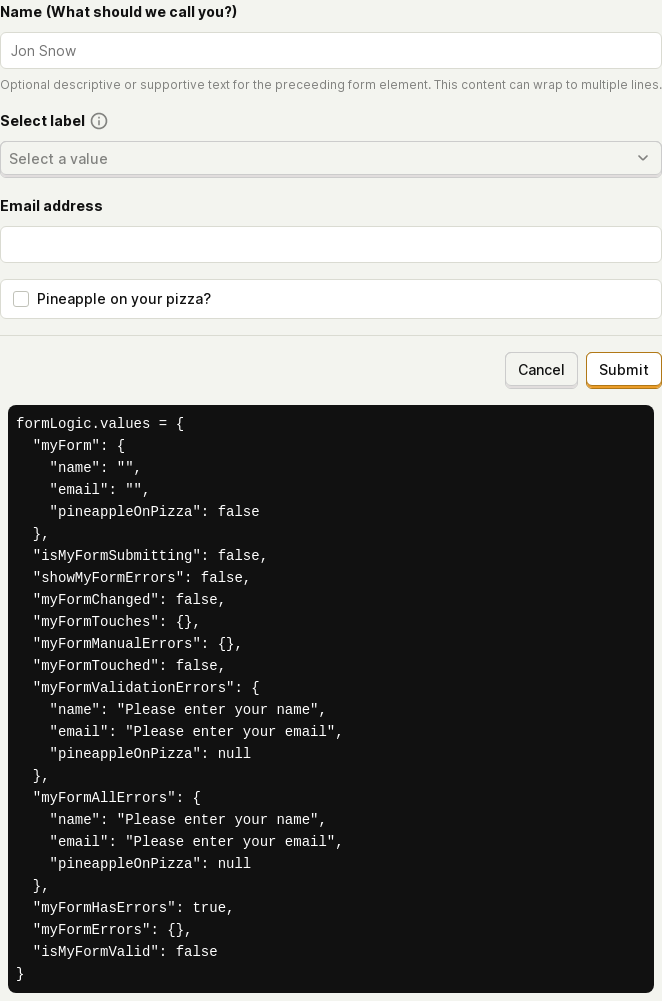 Name (What should we call you?)
Jon Snow
Optional descriptive or supportive text for the preceeding form element. This content can wrap to multiple lines.
Select label
Select a value
Email address
Pineapple on your pizza?
Cancel Submit
formLogic.values = {
  "myForm": {
    "name": "",
    "email": "",
    "pineappleOnPizza": false
  },
  "isMyFormSubmitting": false,
  "showMyFormErrors": false,
  "myFormChanged": false,
  "myFormTouches": {},
  "myFormManualErrors": {},
  "myFormTouched": false,
  "myFormValidationErrors": {
    "name": "Please enter your name",
    "email": "Please enter your email",
    "pineappleOnPizza": null
  },
  "myFormAllErrors": {
    "name": "Please enter your name",
    "email": "Please enter your email",
    "pineappleOnPizza": null
  },
  "myFormHasErrors": true,
  "myFormErrors": {},
  "isMyFormValid": false
}